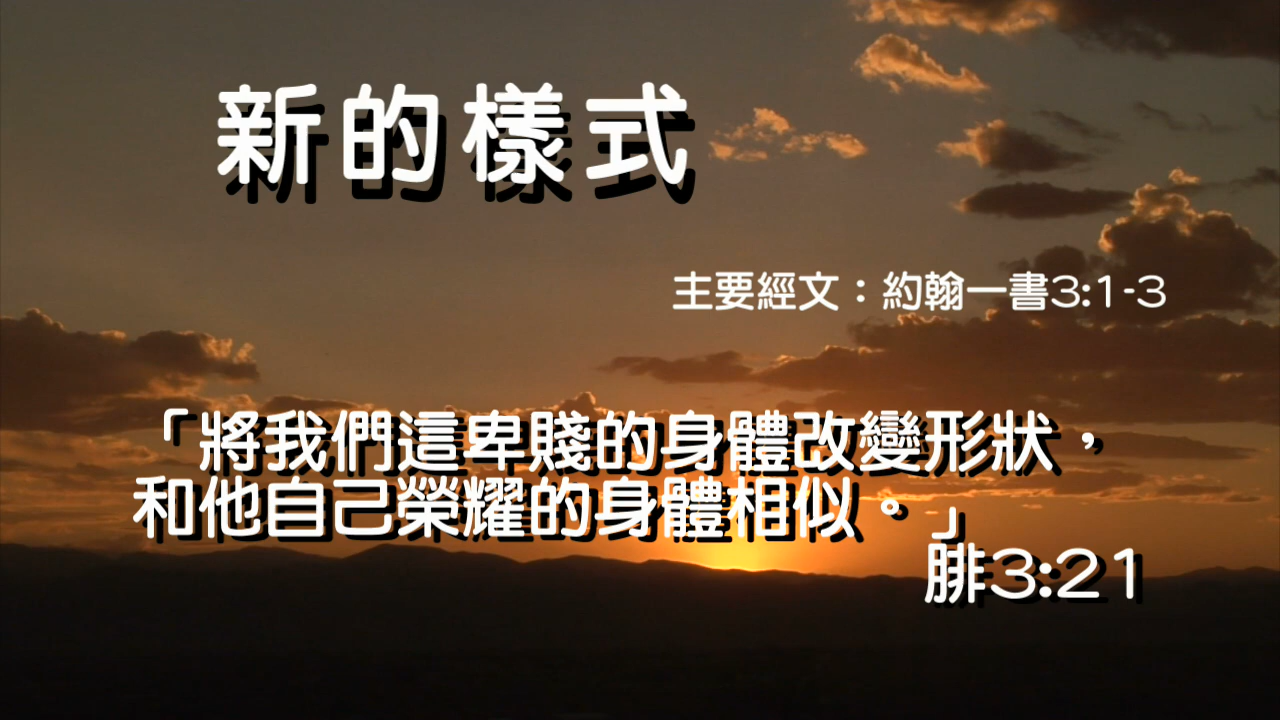 新的樣式
主要經文：約翰一書3:1-3
「將我們這卑賤的身體改變形狀，
和他自己榮耀的身體相似。」
腓3:21